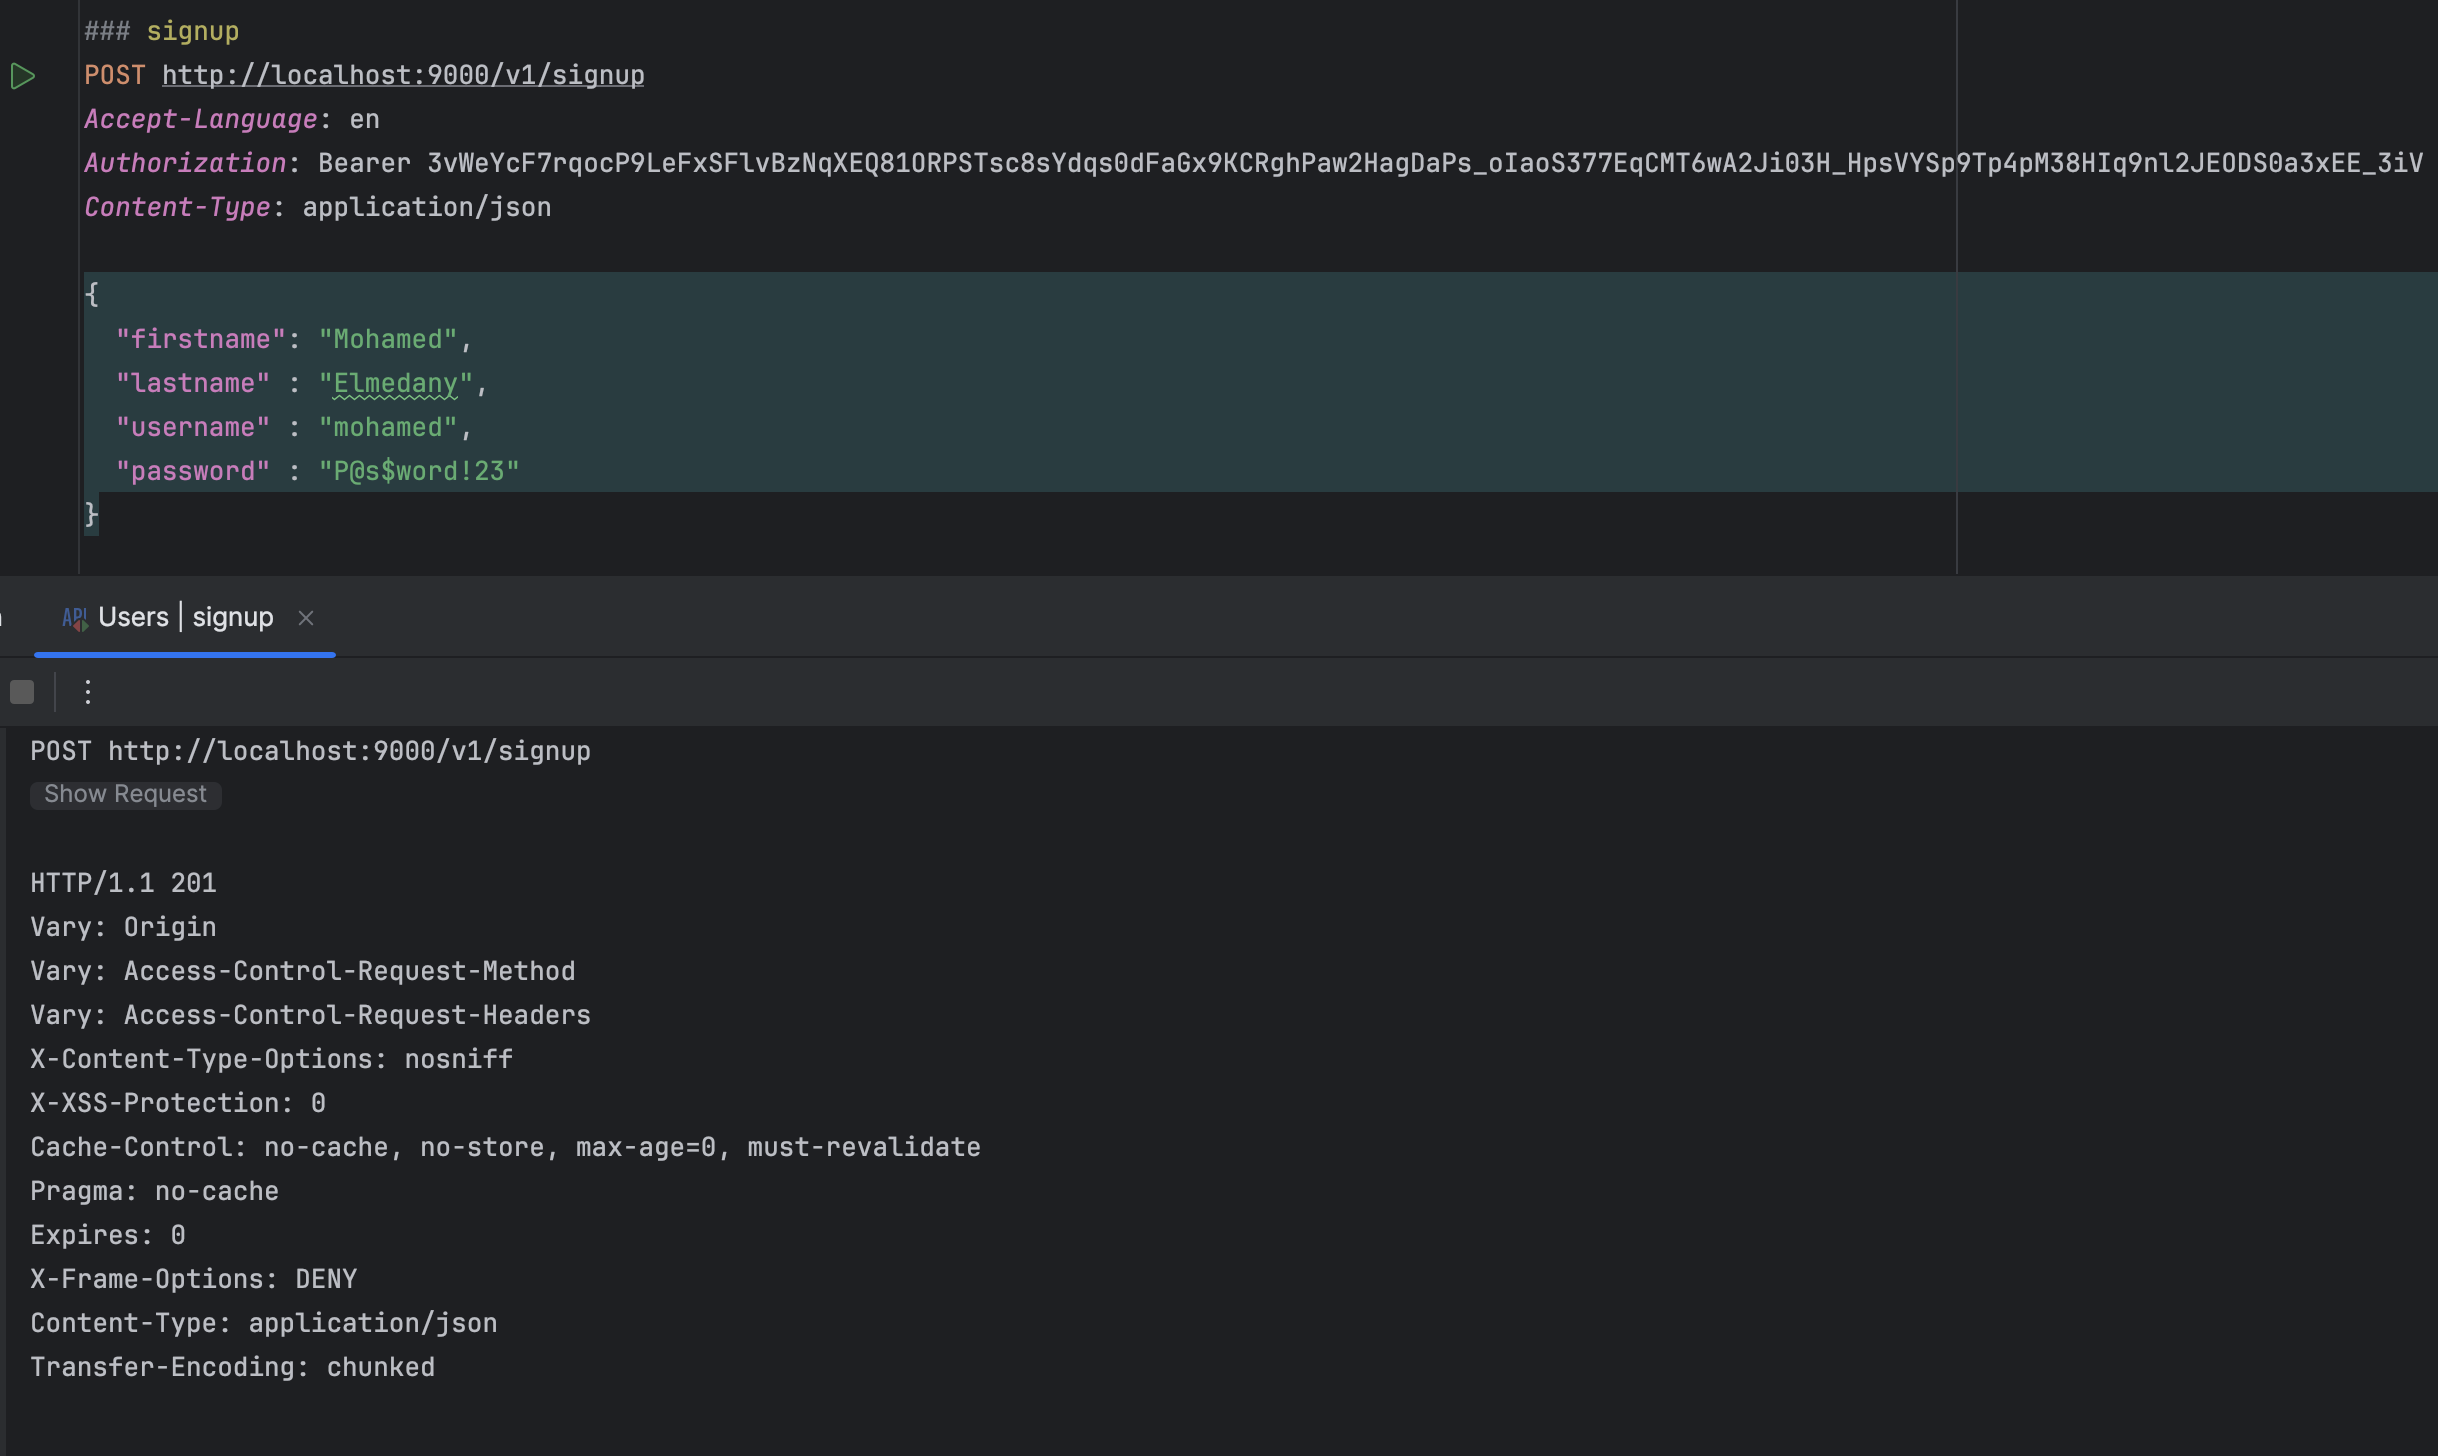 ### signup
POST http://localhost:9000/v1/signup
Accept-Language: en
Authorization: Bearer 3vWeYcF7rqocP9LeFxSFlvBzNqXEQ81ORPSTsc8sYdqs0dFaGx9KCRghPaw2HagDaPs_oIaoS377EqCMT6wA2Ji03H_HpsVYSp9Tp4pM38HIq9nl2JEODS0a3xEE_3iV
Content-Type: application/json
{
"firstname": "Mohamed",
"lastname" : "Elmedany",
"username" : "mohamed",
"password" : "P@s$word!23"
}
Users | signup
POST http://localhost:9000/v1/signup
Show Request
HTTP/1.1 201
Vary: Origin
Vary: Access-Control-Request-Method
Vary: Access-Control-Request-Headers
X-Content-Type-Options: nosniff
X-XSS-Protection: 0
Cache-Control: no-cache, no-store, max-age=0, must-revalidate
Pragma: no-cache
Expires: 0
X-Frame-Options: DENY
Content-Type: application/json
Transfer-Encoding: chunked